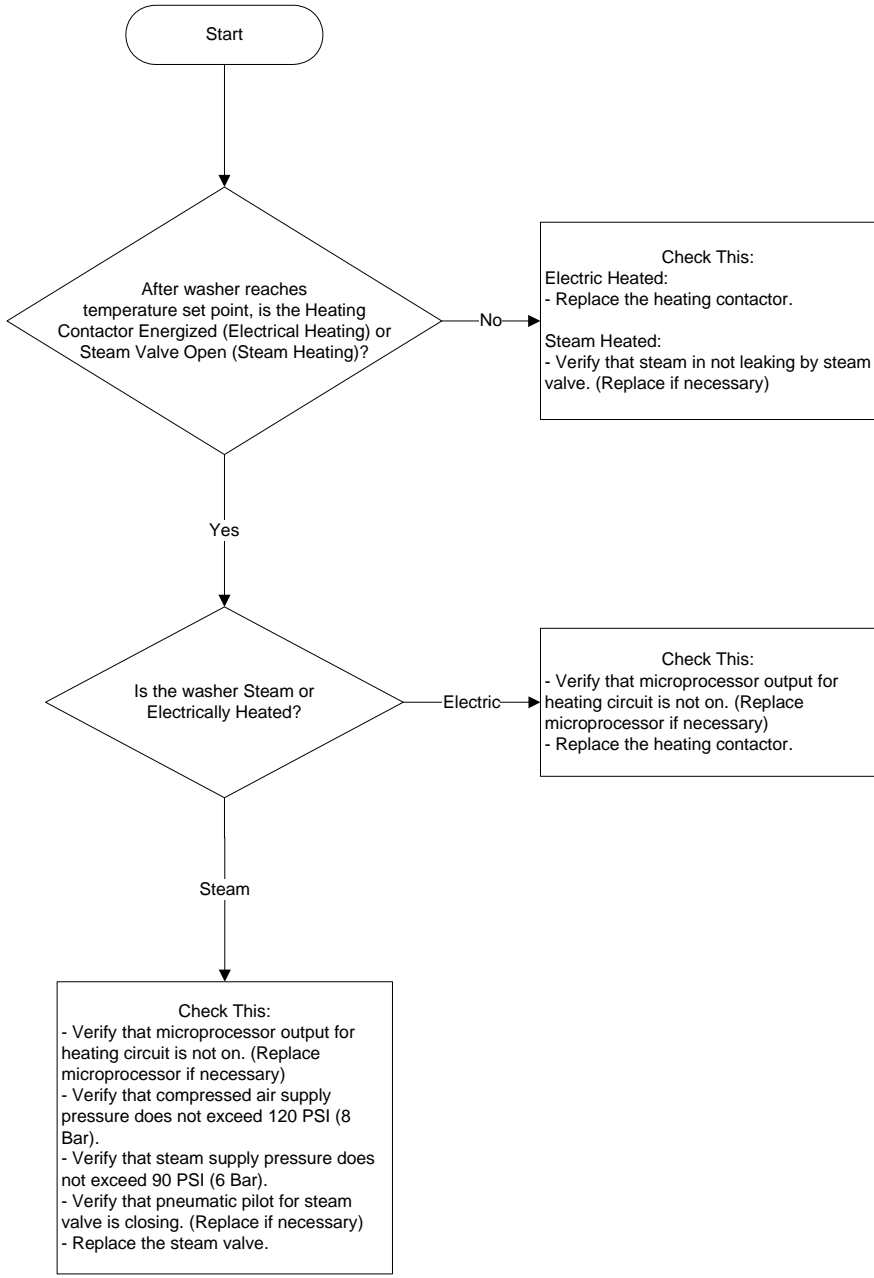 Start
After washer reaches
temperature set point, is the Heating
Contactor Energized (Electrical Heating) or
Steam Valve Open (Steam Heating)?
No
Check This:
Electric Heated:
- Replace the heating contactor.
Steam Heated:
- Verify that steam in not leaking by steam
valve. (Replace if necessary)
Yes
Is the washer Steam or
Electrically Heated?
Electric
Check This:
- Verify that microprocessor output for
heating circuit is not on. (Replace
microprocessor if necessary)
- Replace the heating contactor.
Steam
Check This:
- Verify that microprocessor output for
heating circuit is not on. (Replace
microprocessor if necessary)
- Verify that compressed air supply
pressure does not exceed 120 PSI (8
Bar).
- Verify that steam supply pressure does
not exceed 90 PSI (6 Bar).
- Verify that pneumatic pilot for steam
valve is closing. (Replace if necessary)
- Replace the steam valve.